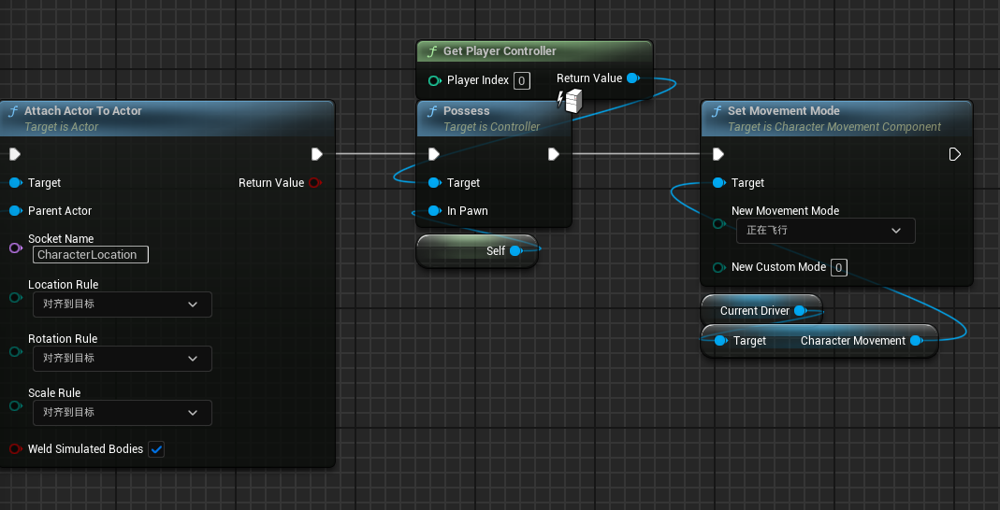 Get Player Controller
Player Index 0
Return Value
Attach Actor To Actor
Target is Actor
Target
Return Value
Parent Actor
Socket Name
CharacterLocation
Location Rule
对齐到目标
Rotation Rule
对齐到目标
Scale Rule
对齐到目标
Weld Simulated Bodies
Possess
Target is Controller
Target
In Pawn
Self
Set Movement Mode
Target is Character Movement Component
Target
New Movement Mode
正在飞行
New Custom Mode 0
Current Driver
Target
Character Movement